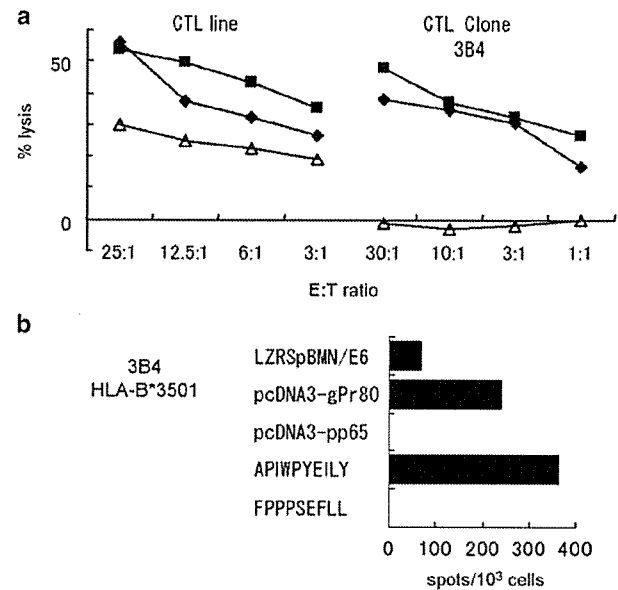 a
CTL line
CTL Clone
3B4
50
0
% lysis
25:1 12.5:1 6:1 3:1 30:1 10:1 3:1 1:1
E:T ratio
b
3B4
HLA-B*3501
LZRSpBMN/E6
pcDNA3-gPr80
pcDNA3-pp65
APIWPYEILY
FPPPSEFLL
0 100 200 300 400
spots/10³ cells